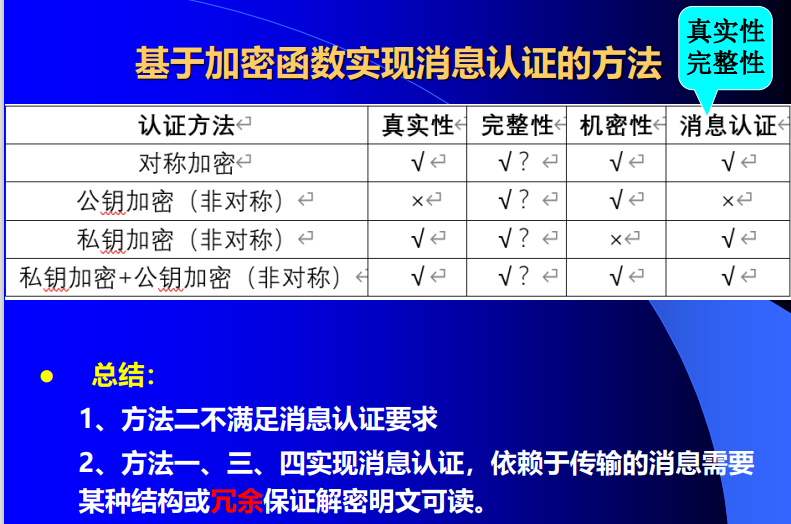 真实性
完整性
基于加密函数实现消息认证的方法
认证方法 真实性 完整性 机密性 消息认证
对称加密 √ √？ √ √
公钥加密（非对称） × √？ √ ×
私钥加密（非对称） √ √？ × √
私钥加密+公钥加密（非对称） √ √？ √ √
总结：
1、方法二不满足消息认证要求
2、方法一、三、四实现消息认证，依赖于传输的消息需要
某种结构或冗余保证解密明文可读。